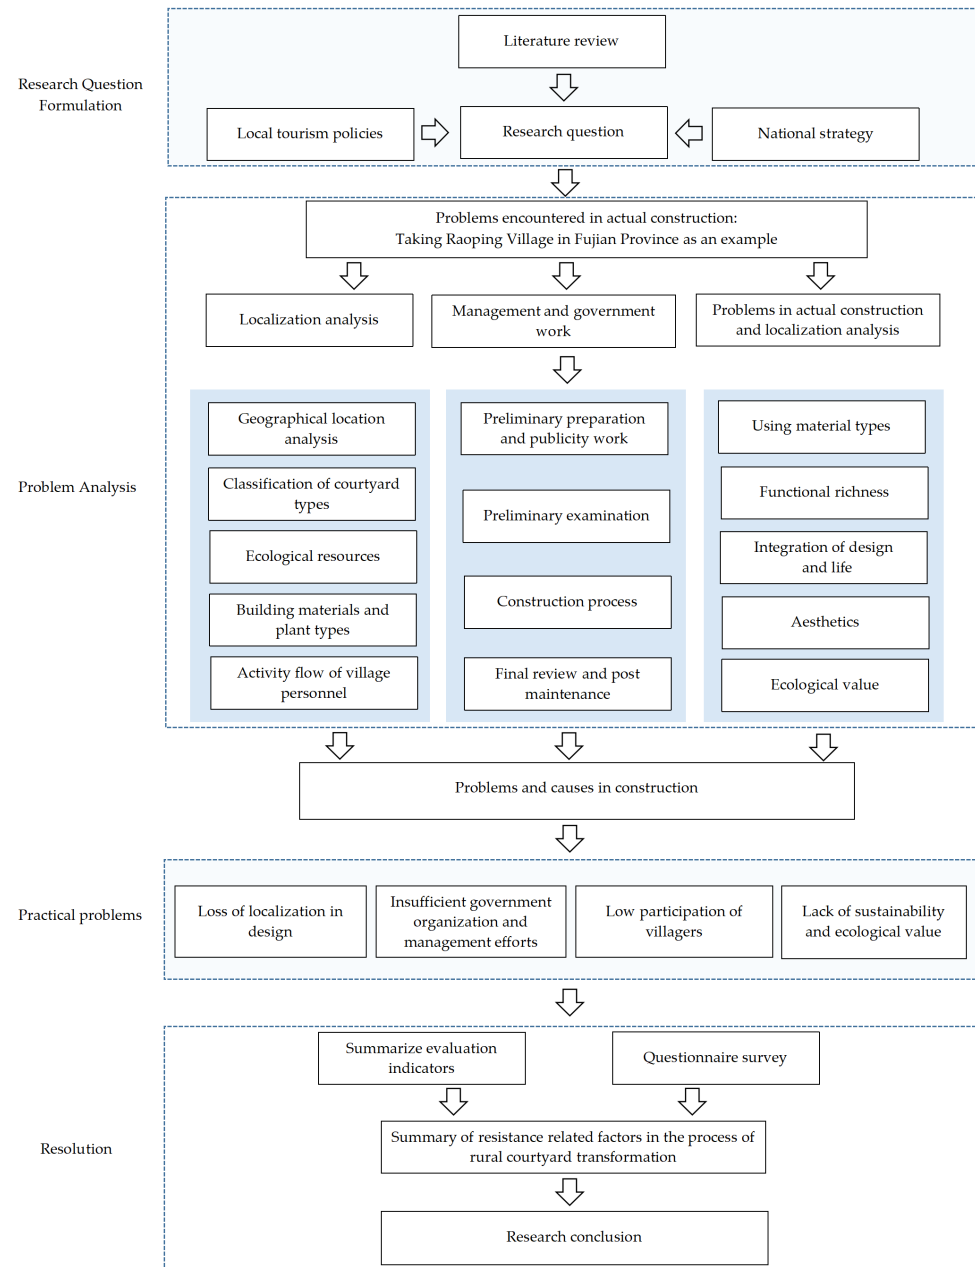 Literature review
Research Question
Formulation
Local tourism policies
Research question
National strategy
Problems encountered in actual construction:
Taking Raoping Village in Fujian Province as an example
Localization analysis
Management and government
work
Problems in actual construction
and localization analysis
Problem Analysis
Geographical location
analysis
Classification of courtyard
types
Ecological resources
Building materials and
plant types
Activity flow of village
personnel
Preliminary preparation
and publicity work
Preliminary examination
Construction process
Final review and post
maintenance
Using material types
Functional richness
Integration of design
and life
Aesthetics
Ecological value
Problems and causes in construction
Practical problems
Loss of localization in
design
Insufficient government
organization and
management efforts
Low participation of
villagers
Lack of sustainability
and ecological value
Resolution
Summarize evaluation
indicators
Questionnaire survey
Summary of resistance related factors in the process of
rural courtyard transformation
Research conclusion